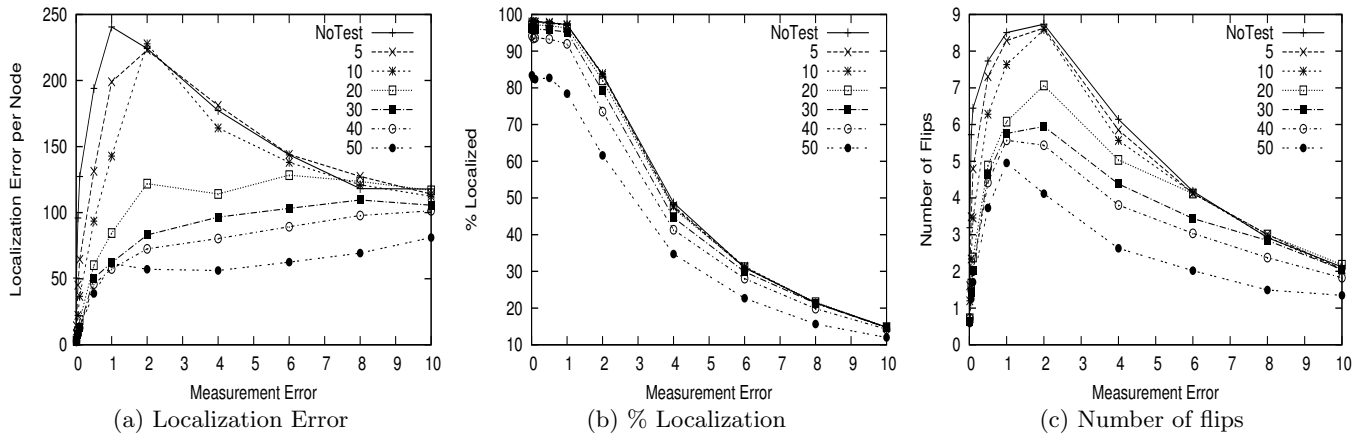 Localization Error per Node
250
200
150
100
50
0
NoTest
5
10
20
30
40
50
0 1 2 3 4 5 6 7 8 9 10
Measurement Error
(a) Localization Error
% Localized
100
90
80
70
60
50
40
30
20
10
NoTest
5
10
20
30
40
50
0 1 2 3 4 5 6 7 8 9 10
Measurement Error
(b) % Localization
Number of Flips
9
8
7
6
5
4
3
2
1
0
NoTest
5
10
20
30
40
50
0 1 2 3 4 5 6 7 8 9 10
Measurement Error
(c) Number of flips